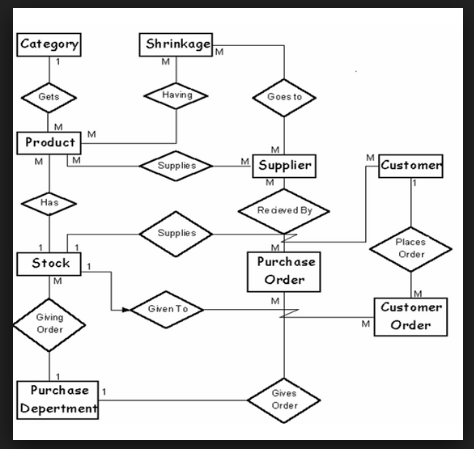 Category
Shrinkage
M
1
M
M
Gets
Having
Goes to
M
M
M
Product
M
M
Supplies
M
Supplier
M
Customer
M
1
Has
Recieved By
Supplies
Places
Order
1
1
M
Stock
1
Purchase
Order
M
M
M
Given To
Customer
Order
M
Giving
Order
1
Purchase
Depertment
1
Gives
Order